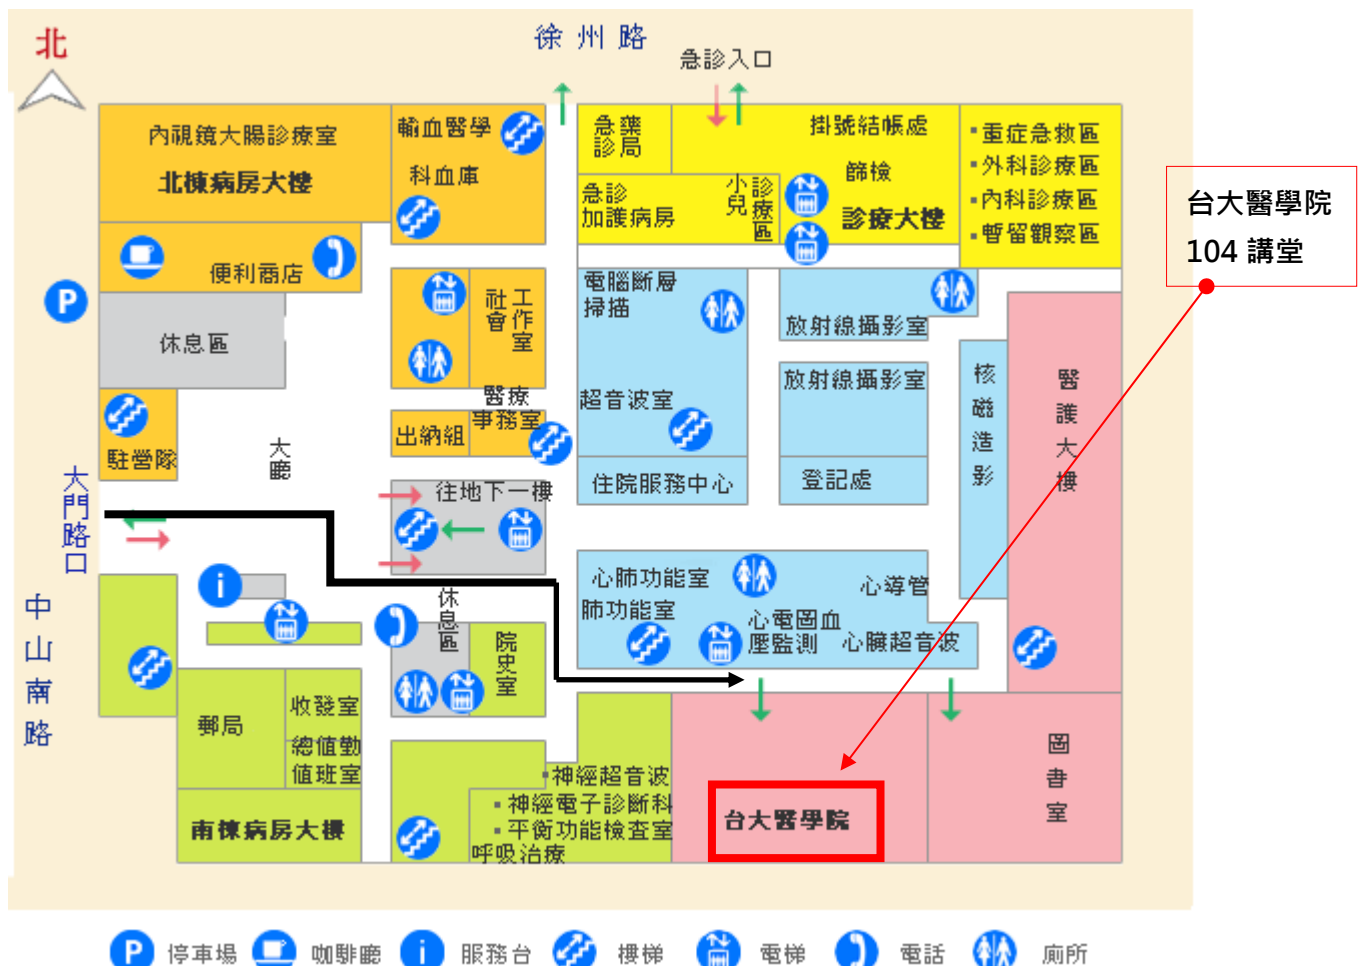 徐州路
北
急診入口
內視鏡大腸診療室
北棟病房大樓
輸血醫學
科血庫
急診
藥局
掛號結帳處
篩檢
小兒
診療區
急診
加護病房
診療大樓
▪重症急救區
▪外科診療區
▪內科診療區
▪暫留觀察區
台大醫學院
104 講堂
便利商店
P
休息區
社會
工作室
電腦斷層
掃描
放射線攝影室
放射線攝影室
核磁造影
醫護大樓
超音波室
醫療
事務室
出納組
駐警隊
大廳
往地下一樓
住院服務中心
登記處
大門路口
中山南路
i
休息區
院史室
心肺功能室
肺功能室
心導管
心電圖血
壓監測
心臟超音波
郵局
收發室
總值勤
值班室
南棟病房大樓
▪神經超音波
▪神經電子診斷科
▪平衡功能檢查室
呼吸治療
台大醫學院
圖書室
P 停車場
咖啡廳
i 服務台
樓梯
電梯
電話
廁所